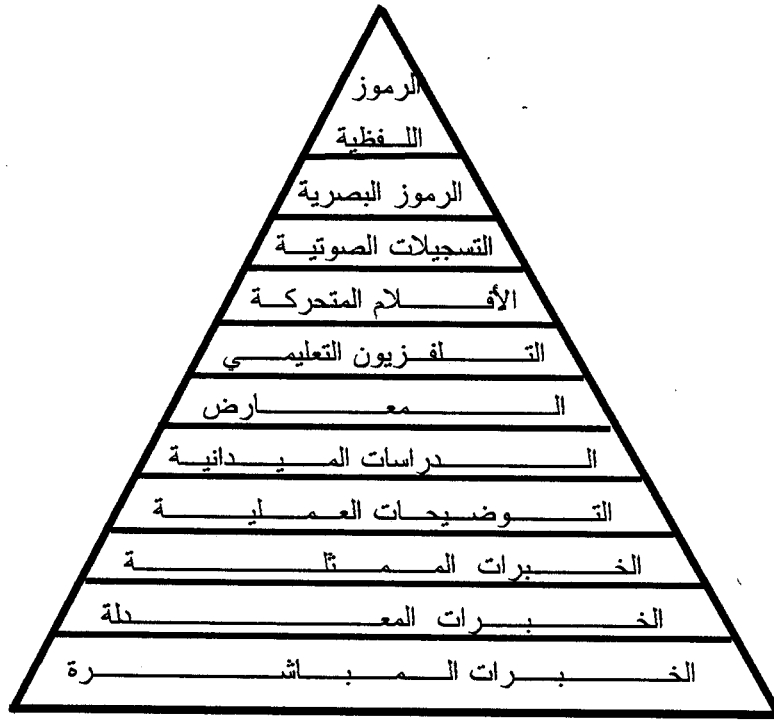 الرموز
اللفظية
الرموز البصرية
التسجيلات الصوتية
الأفلام المتحركة
التلفزيون التعليمي
المعارض
الدراسات الميدانية
التوضيحات العملية
الخبرات الممثلة
الخبرات المعدلة
الخبرات المباشرة